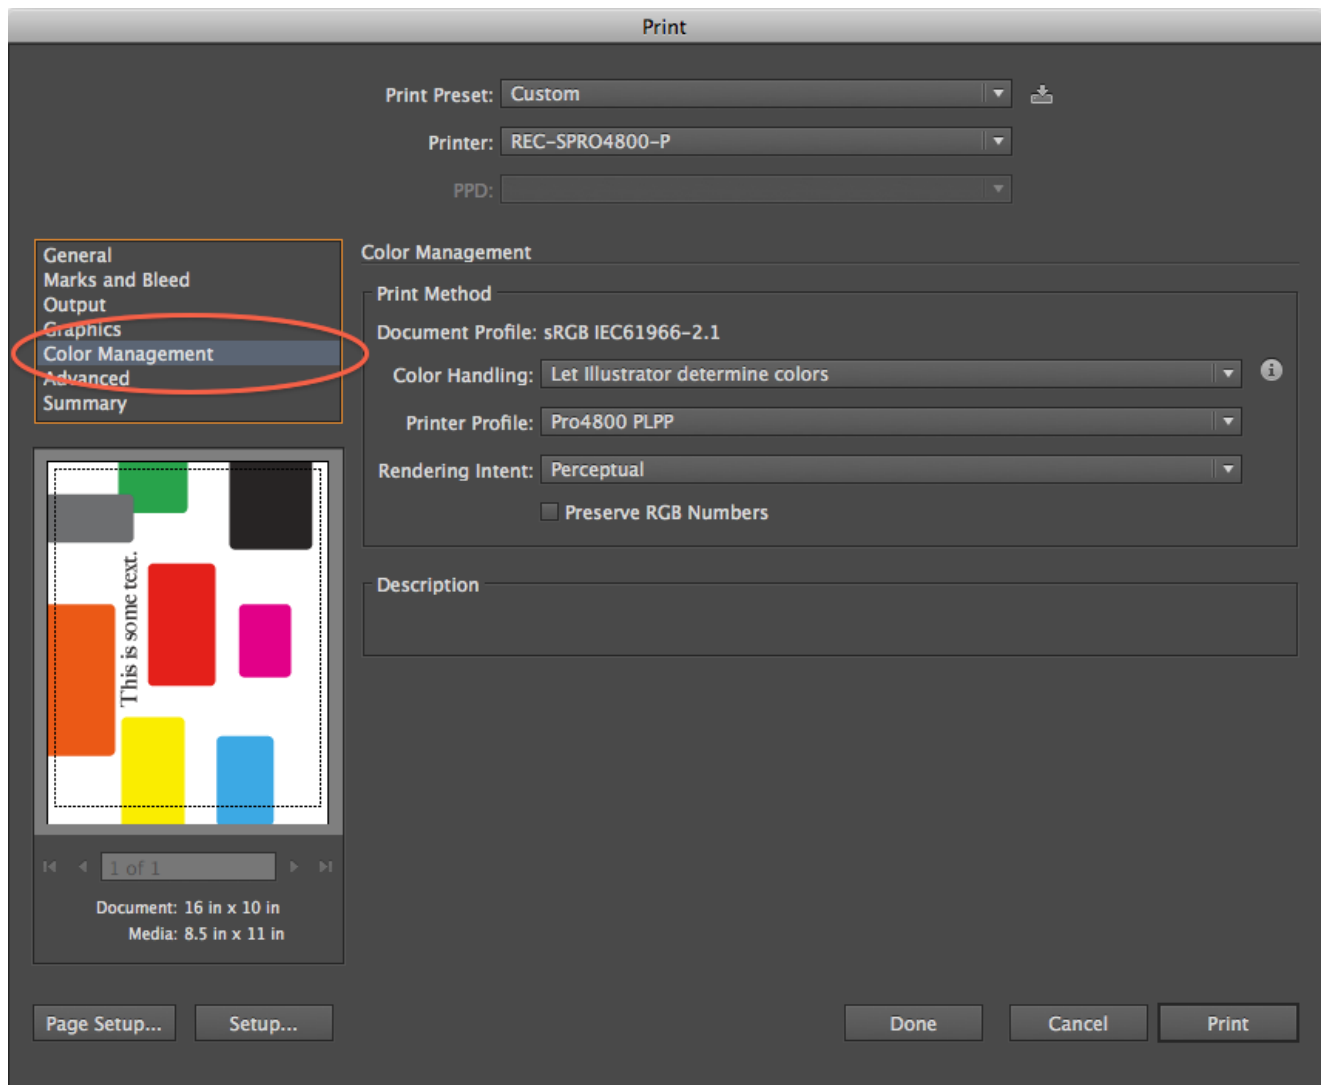 Print
Print Preset: Custom
Printer: REC-SPRO4800-P
PPD:
General
Marks and Bleed
Output
Graphics
Color Management
Advanced
Summary
Color Management
Print Method
Document Profile: sRGB IEC61966-2.1
Color Handling: Let Illustrator determine colors
Printer Profile: Pro4800 PLPP
Rendering Intent: Perceptual
Preserve RGB Numbers
Description
This is some text.
1 of 1
Document: 16 in x 10 in
Media: 8.5 in x 11 in
Page Setup... Setup... Done Cancel Print